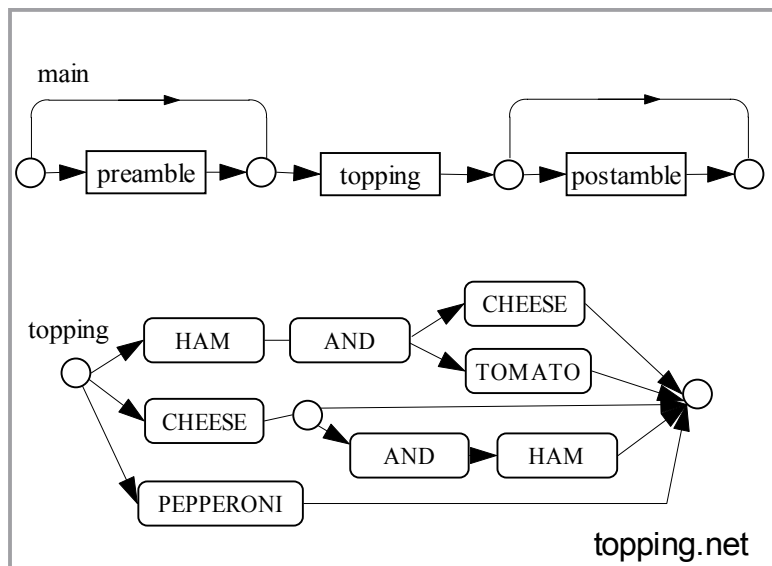 main
preamble topping postamble
topping
CHEESE
HAM AND
TOMATO
CHEESE
AND HAM
PEPPERONI
topping.net